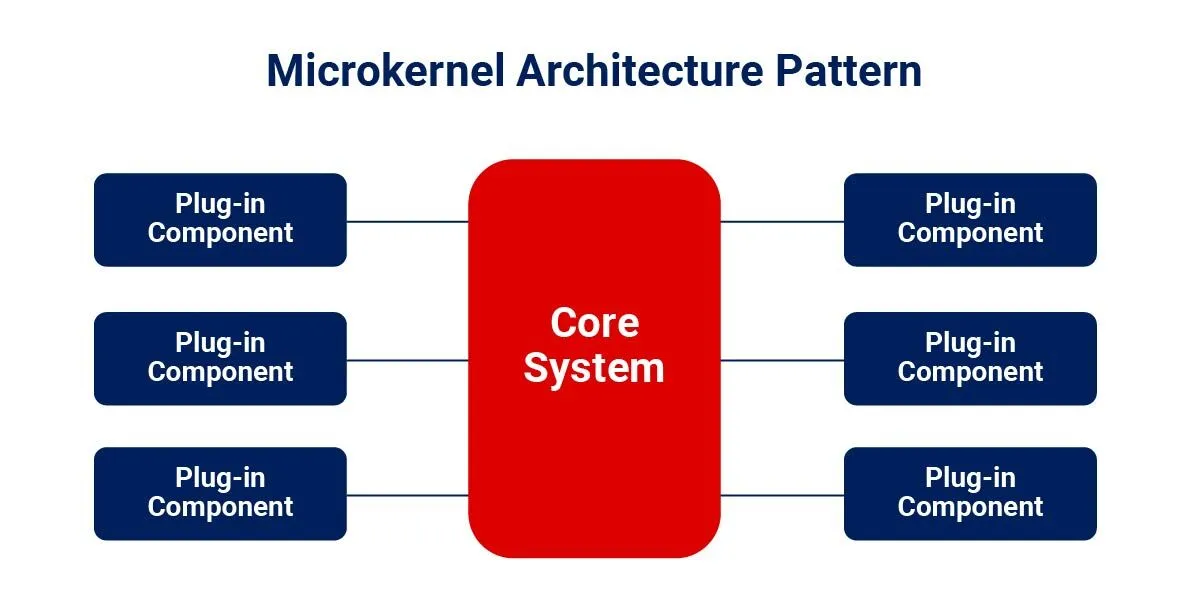 Microkernel Architecture Pattern
Plug-in
Component
Plug-in
Component
Plug-in
Component
Core
System
Plug-in
Component
Plug-in
Component
Plug-in
Component